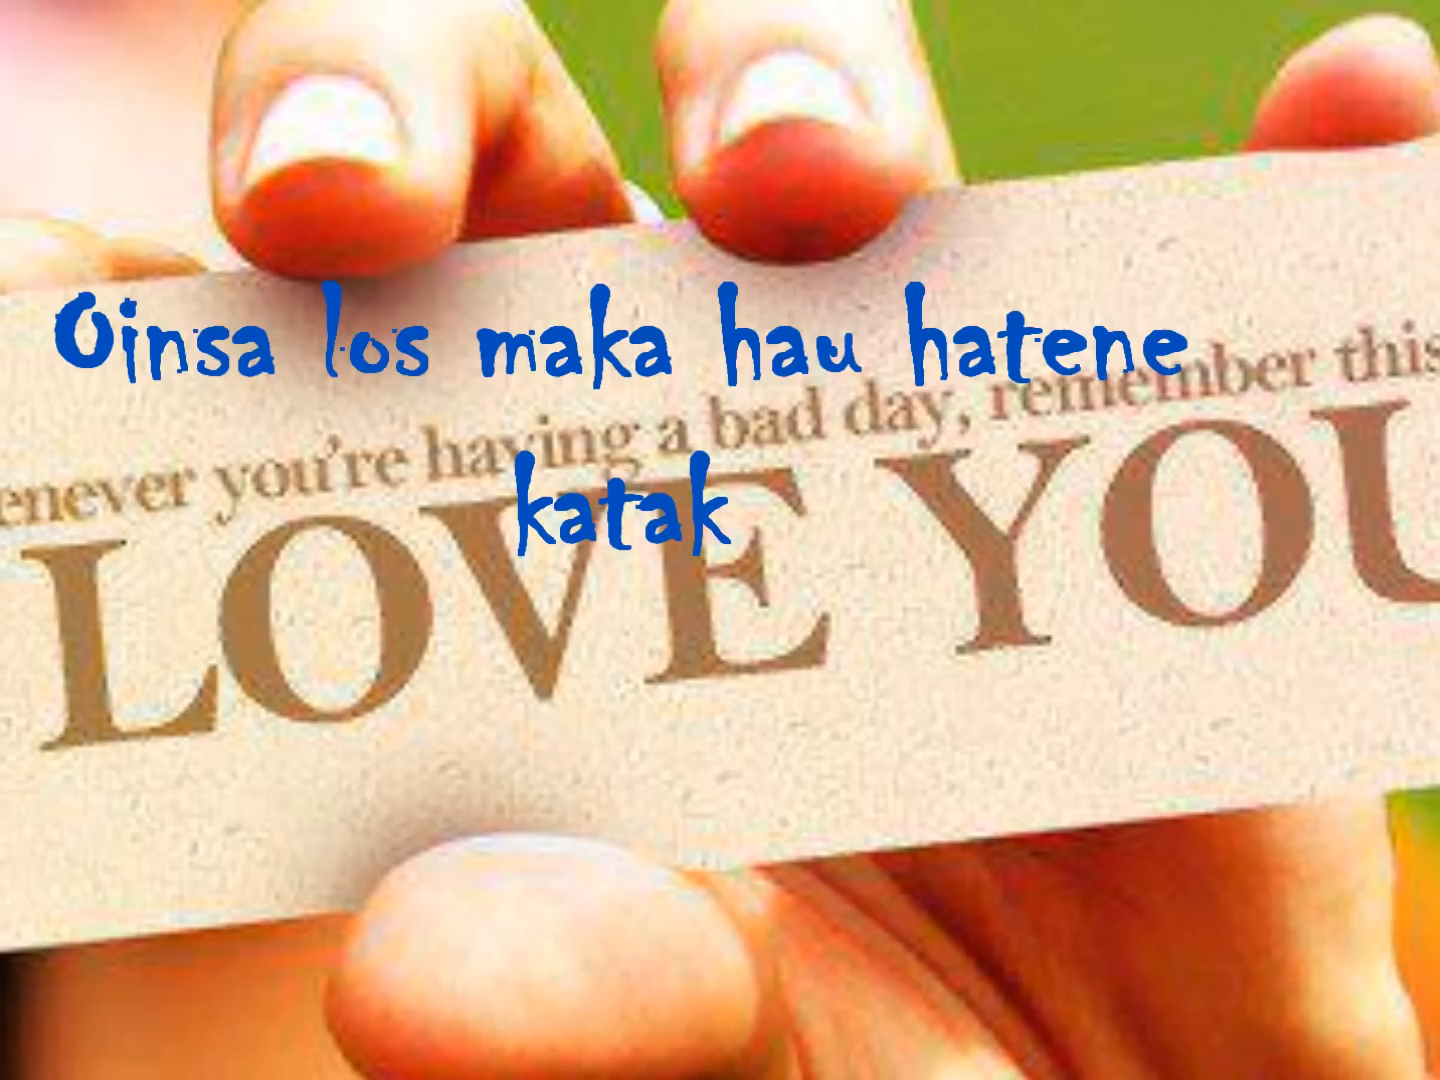 Oinsa los maka hau hatene
katak
enever you're having a bad day, remember this
LOVE YOU